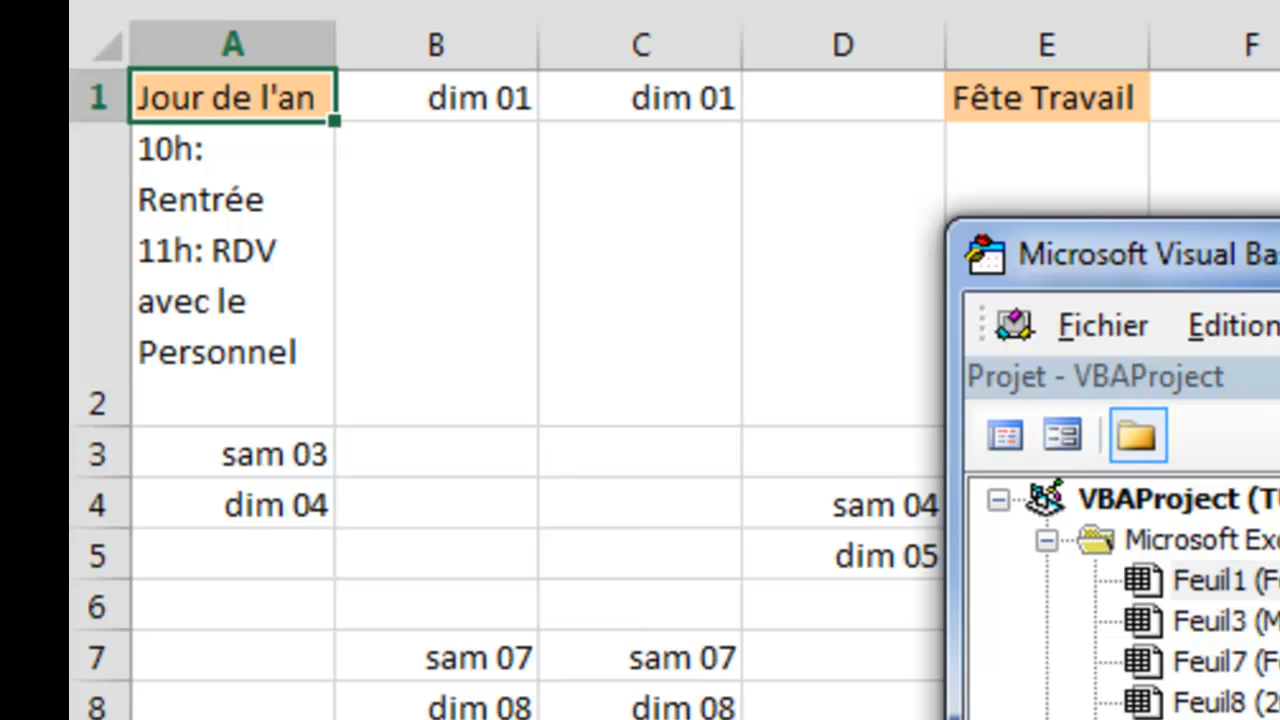 A B C D E F
1 Jour de l'an dim 01 dim 01 Fête Travail
10h:
Rentrée
11h: RDV
avec le
Personnel
2
3 sam 03
4 dim 04 sam 04
5 dim 05
6
7 sam 07 sam 07
8 dim 08 dim 08
Microsoft Visual Ba
Fichier Edition
Projet - VBAProject
VBAProject (T
Microsoft Exc
Feuil1 (F
Feuil3 (M
Feuil7 (F
Feuil8 (2